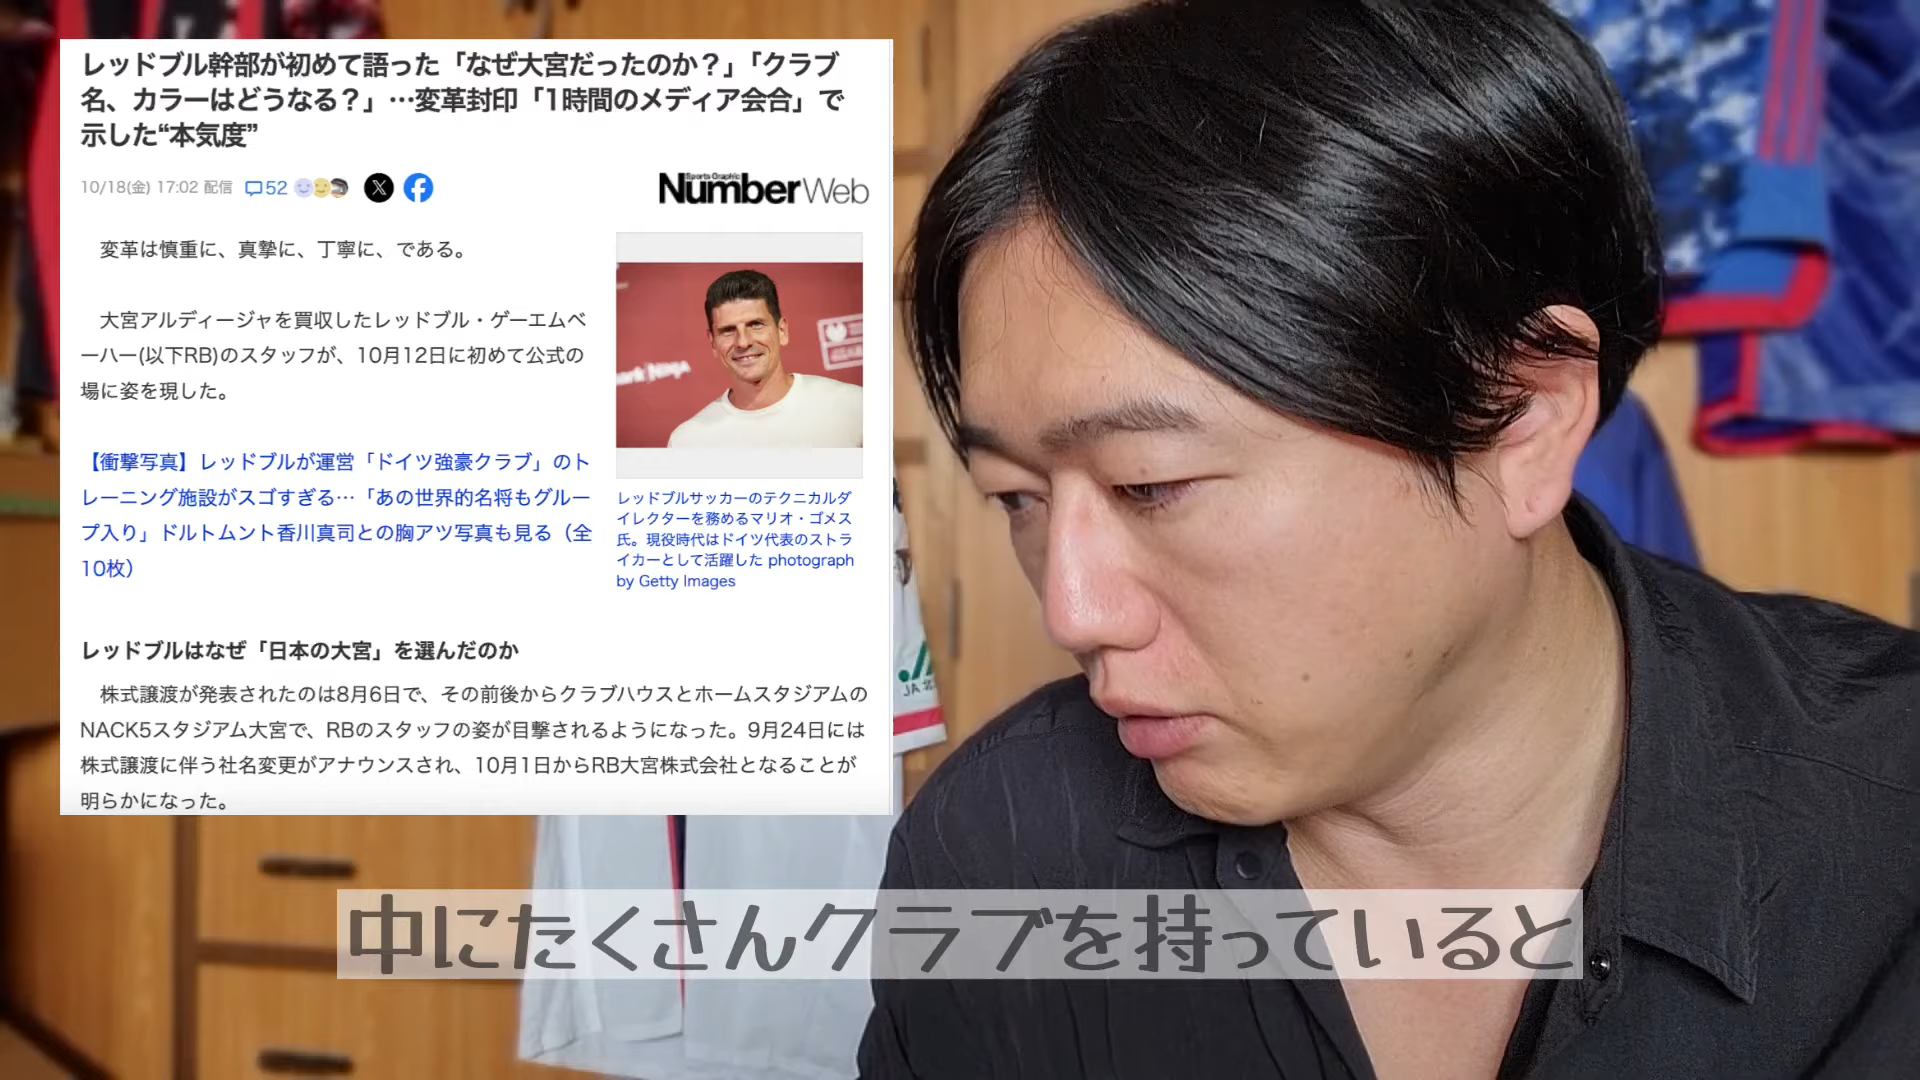 レッドブル幹部が初めて語った「なぜ大宮だったのか？」「クラブ
名、カラーはどうなる？」…変革封印「1時間のメディア会合」で
示した“本気度”
10/18(金) 17:02 配信
52
Sports Graphic
Number Web
変革は慎重に、真摯に、丁寧に、である。
大宮アルディージャを買収したレッドブル・ゲーエムベ
ーハー(以下RB)のスタッフが、10月12日に初めて公式の
場に姿を現した。
【衝撃写真】レッドブルが運営「ドイツ強豪クラブ」のト
レーニング施設がスゴすぎる…「あの世界的名将もグルー
プ入り」ドルトムント香川真司との胸アツ写真も見る（全
10枚）
レッドブルサッカーのテクニカルダ
イレクターを務めるマリオ・ゴメス
氏。現役時代はドイツ代表のストラ
イカーとして活躍した photograph
by Getty Images
レッドブルはなぜ「日本の大宮」を選んだのか
株式譲渡が発表されたのは8月6日で、その前後からクラブハウスとホームスタジアムの
NACK5スタジアム大宮で、RBのスタッフの姿が目撃されるようになった。9月24日には
株式譲渡に伴う社名変更がアナウンスされ、10月1日からRB大宮株式会社となることが
明らかになった。
中にたくさんクラブを持っていると